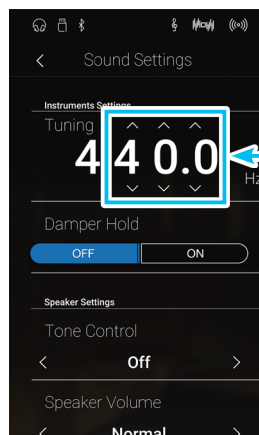 Sound Settings
Instruments Settings
Tuning
440.0
Hz
Damper Hold
OFF ON
Speaker Settings
Tone Control
Off
Speaker Volume
Normal